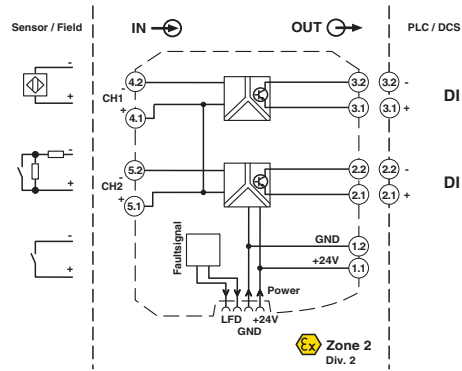 Sensor / Field
IN
OUT
PLC / DCS
-
+
CH1
-
4.2
+
4.1
3.2
3.1
3.2 -
3.1 +
DI
-
+
CH2
-
5.2
+
5.1
2.2
2.1
2.2 -
2.1 +
DI
-
+
Faultsignal
GND
1.2
+24V
1.1
Power
LFD
+24V
GND
Ex
Zone 2
Div. 2